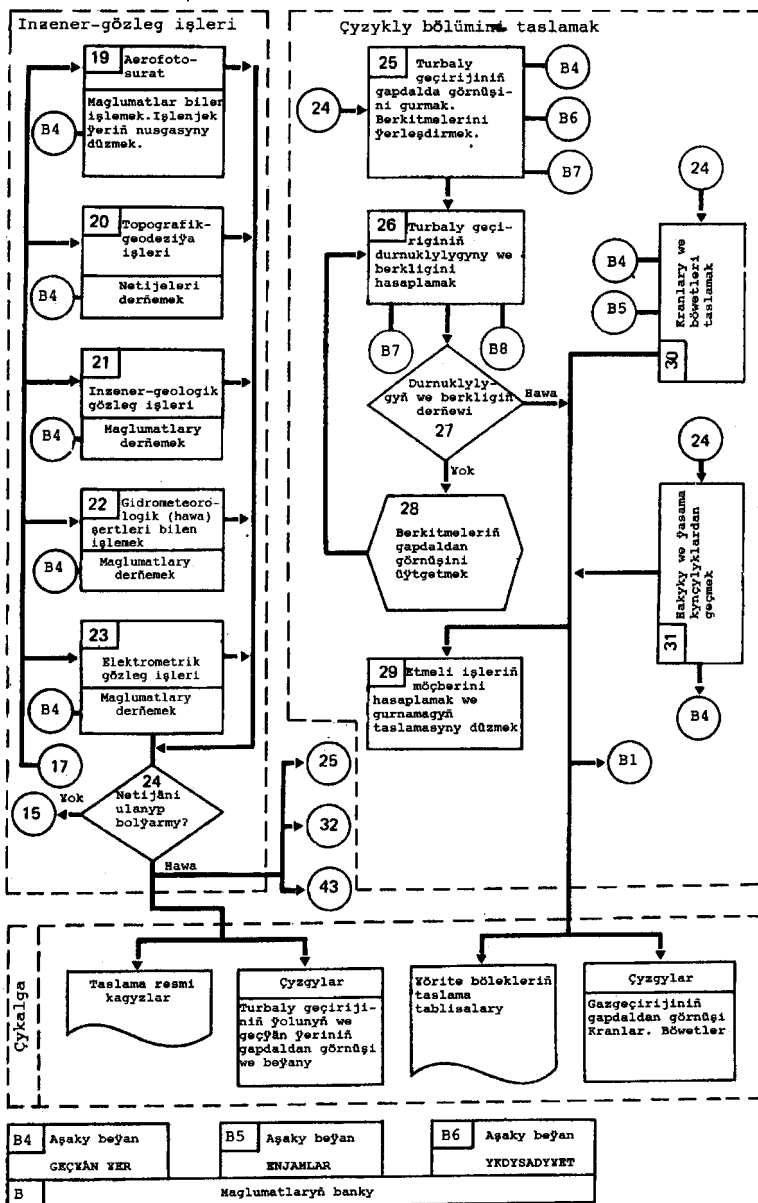 Inzener-gözleg işleri
19 Aerofoto-
surat
Maglumatlar bilen
işlemek.Işlenjek
ýeriň nusgasyny
düzmek.
B4
20 Topografik-
geodeziýa
işleri
Netijeleri
derňemek
B4
21
Inzener-geologik
gözleg işleri
Maglumatlary
derňemek
B4
22 Gidrometeoro-
logik (hawa)
şertleri bilen
işlemek
Maglumatlary
derňemek
B4
23
Elektrometrik
gözleg işleri
Maglumatlary
derňemek
B4
17
24
Netijäni
ulanyp
bolýarmy?
Ýok
15
Hawa
25
32
43
Çyzykly bölümini taslamak
24
25 Turbaly
geçirijiniň
gapdalda görnüşi-
ni gurmak.
Berkitmelerini
ýerleşdirmek.
B4
B6
B7
26 Turbaly geçi-
riginiň
durnuklylygyny we
berkligini
hasaplamak
B7
B8
Durnuklyly-
gyň we berkligiň
derňewi
27
Hawa
Ýok
28
Berkitmeleriň
gapdaldan
görnüşini
üýtgetmek
29 Etmeli işleriň
möçberini
hasaplamak we
gurnamagyň
taslamasyny düzmek
24
B4
B5
Kranlary we
böwetleri
taslamak
30
24
Hakyky we ýasama
kynçylyklardan
geçmek
31
B4
B1
Çykalga
Taslama resmi
kagyzlar
Çyzgylar
Turbaly geçiriji-
niň ýolunyň we
geçýän ýeriniň
gapdaldan görnüşi
we beýany
Ýörite bölekleriň
taslama
tablisalary
Çyzgylar
Gazgeçirijiniň
gapdaldan görnüşi
Kranlar. Böwetler
B4 Aşaky beýan
GEÇÝÄN ÝER
B5 Aşaky beýan
ENJAMLAR
B6 Aşaky beýan
YKDYSADYÝET
B Maglumatlaryň banky